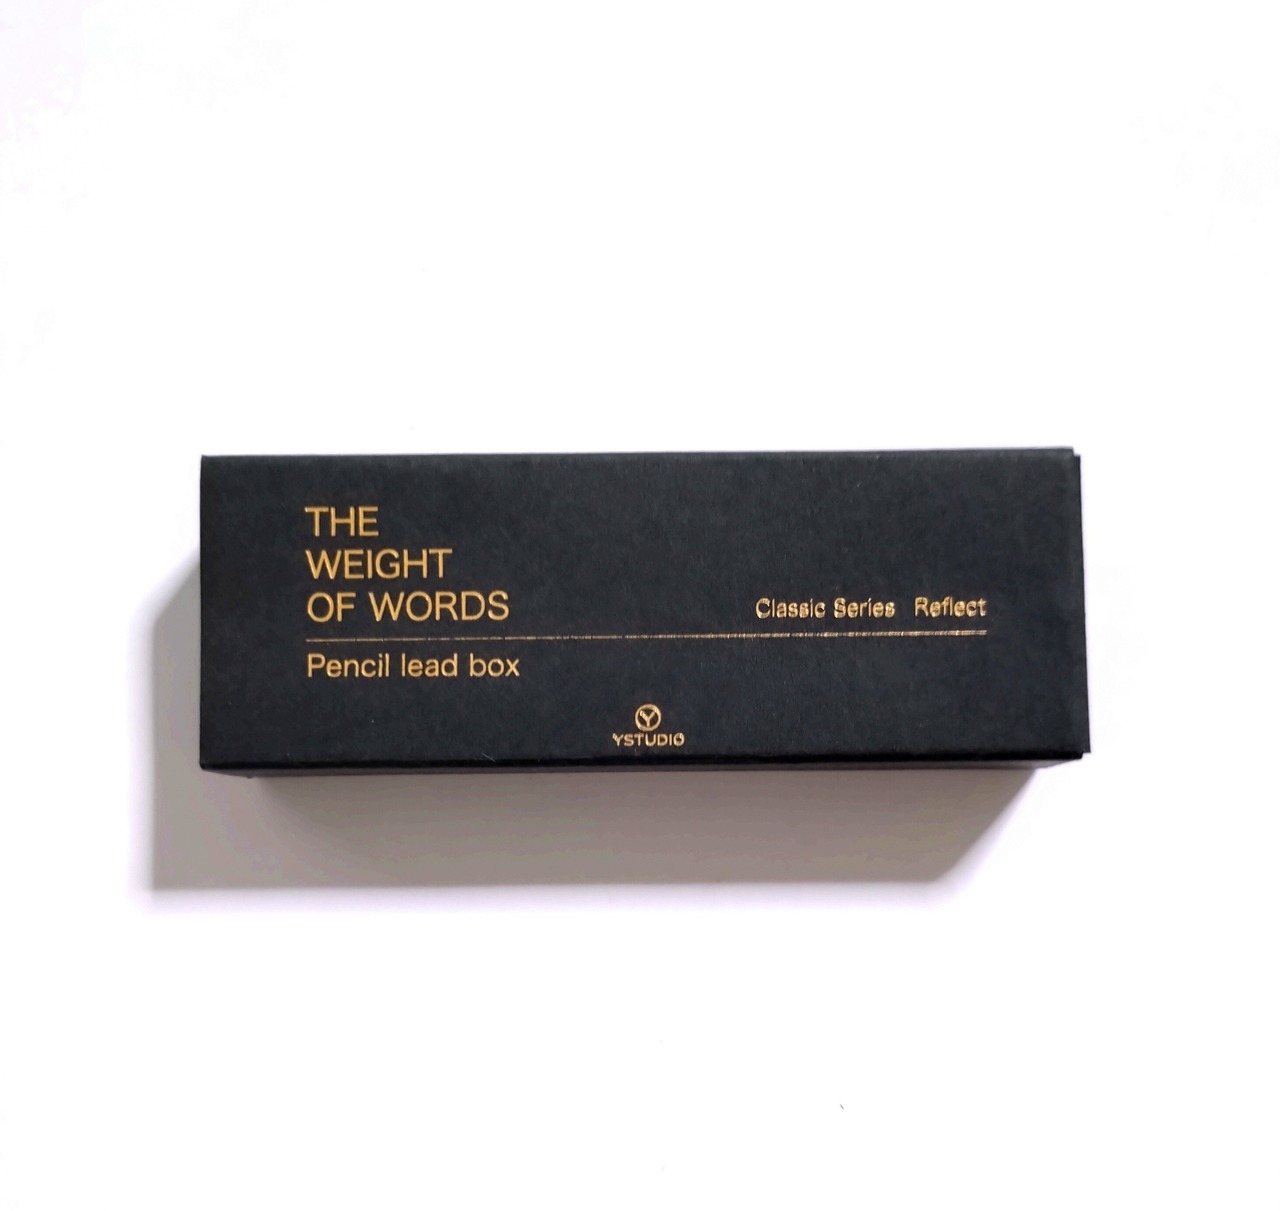 THE
WEIGHT
OF WORDS
Classic Series Reflect
Pencil lead box
YSTUDIO